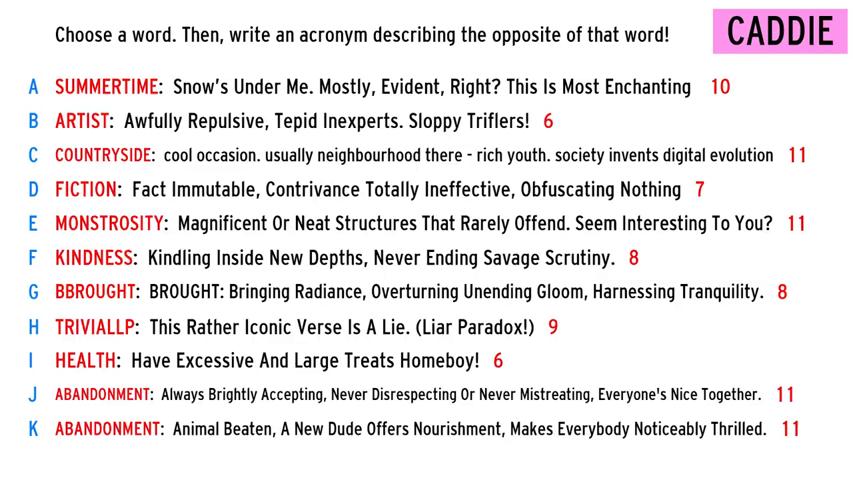 Choose a word. Then, write an acronym describing the opposite of that word!
CADDIE
A SUMMERTIME: Snow's Under Me. Mostly, Evident, Right? This Is Most Enchanting 10
B ARTIST: Awfully Repulsive, Tepid Inexperts. Sloppy Triflers! 6
C COUNTRYSIDE: cool occasion. usually neighbourhood there - rich youth. society invents digital evolution 11
D FICTION: Fact Immutable, Contrivance Totally Ineffective, Obfuscating Nothing 7
E MONSTROSITY: Magnificent Or Neat Structures That Rarely Offend. Seem Interesting To You? 11
F KINDNESS: Kindling Inside New Depths, Never Ending Savage Scrutiny. 8
G BBROUGHT: BROUGHT: Bringing Radiance, Overturning Unending Gloom, Harnessing Tranquility. 8
H TRIVIALLP: This Rather Iconic Verse Is A Lie. (Liar Paradox!) 9
I HEALTH: Have Excessive And Large Treats Homeboy! 6
J ABANDONMENT: Always Brightly Accepting, Never Disrespecting Or Never Mistreating, Everyone's Nice Together. 11
K ABANDONMENT: Animal Beaten, A New Dude Offers Nourishment, Makes Everybody Noticeably Thrilled. 11